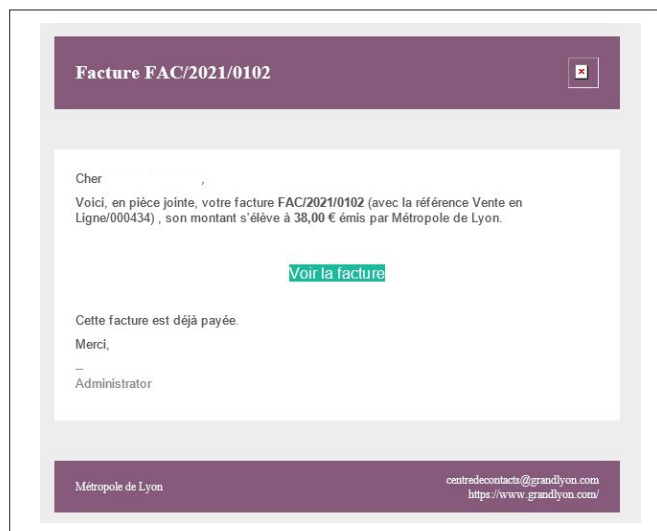 Facture FAC/2021/0102
Cher ,
Voici, en pièce jointe, votre facture FAC/2021/0102 (avec la référence Vente en
Ligne/000434) , son montant s'élève à 38,00 € émis par Métropole de Lyon.
Voir la facture
Cette facture est déjà payée.
Merci,
--
Administrator
Métropole de Lyon
centredecontacts@grandlyon.com
https://www.grandlyon.com/